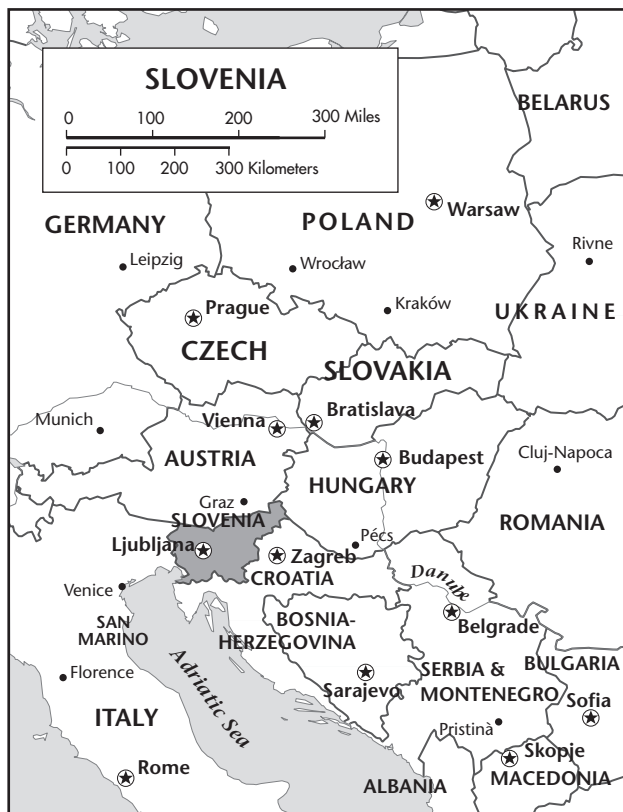 SLOVENIA
0 100 200 300 Miles
0 100 200 300 Kilometers
BELARUS
GERMANY
POLAND
Warsaw
Leipzig
Wrocław
Rivne
Kraków
UKRAINE
Prague
CZECH
SLOVAKIA
Munich
Vienna
Bratislava
AUSTRIA
Budapest
Cluj-Napoca
HUNGARY
Graz
SLOVENIA
ROMANIA
Ljubljana
Pécs
Zagreb
CROATIA
Venice
Danube
SAN
MARINO
BOSNIA-
HERZEGOVINA
Belgrade
Florence
Adriatic Sea
Sarajevo
SERBIA &
MONTENEGRO
BULGARIA
Sofia
ITALY
Pristinà
Rome
Skopje
ALBANIA
MACEDONIA